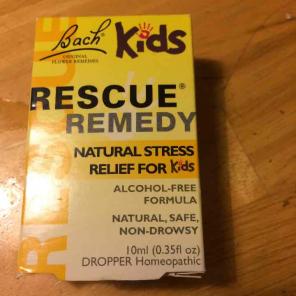 Bach Kids
ORIGINAL
FLOWER REMEDIES
RESCUE®
REMEDY
NATURAL STRESS
RELIEF FOR Kids
ALCOHOL-FREE
FORMULA
NATURAL, SAFE,
NON-DROWSY
10ml (0.35fl oz)
DROPPER Homeopathic
RESCUE